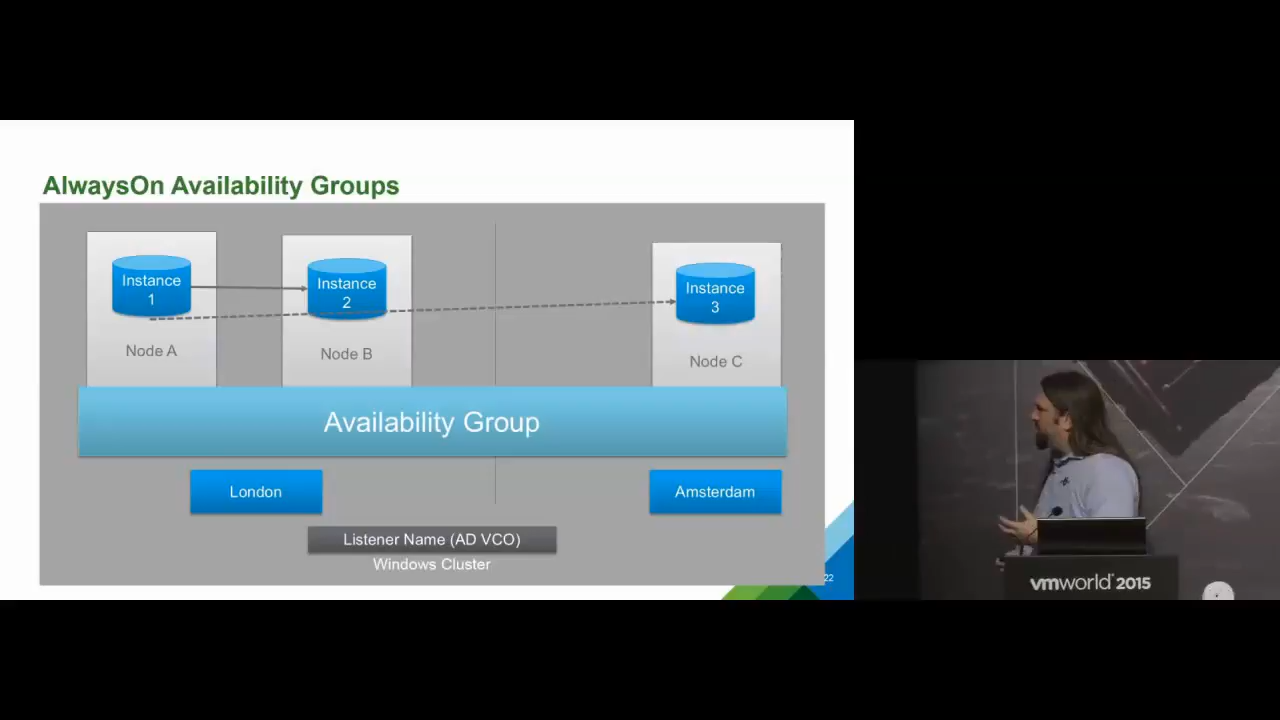 AlwaysOn Availability Groups
Instance
1
Instance
2
Instance
3
Node A
Node B
Node C
Availability Group
London
Amsterdam
Listener Name (AD VCO)
Windows Cluster
22
vmworld® 2015